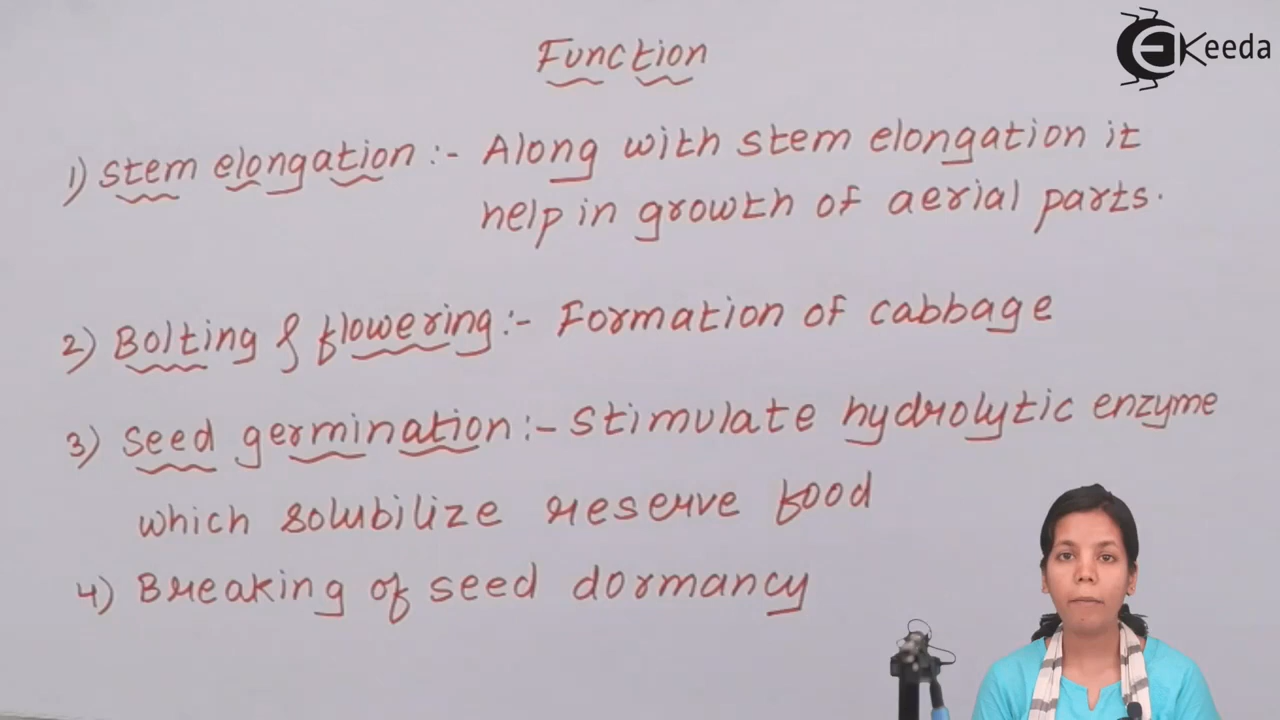 Function
EKeeda
1) Stem elongation :- Along with stem elongation it
help in growth of aerial parts.
2) Bolting & flowering :- Formation of cabbage
3) Seed germination :- Stimulate hydrolytic enzyme
which solubilize reserve food
4) Breaking of seed dormancy